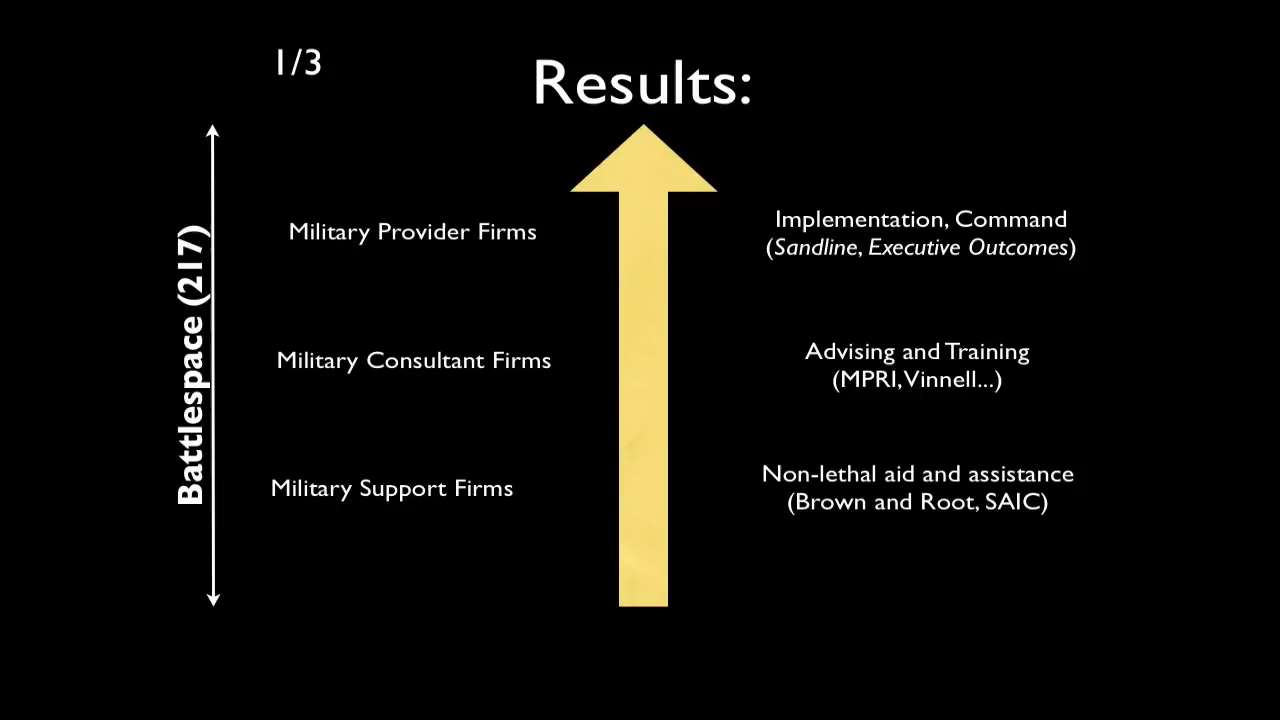 1/3
Results:
Battlespace (217)
Military Provider Firms
Implementation, Command
(Sandline, Executive Outcomes)
Military Consultant Firms
Advising and Training
(MPRI, Vinnell...)
Military Support Firms
Non-lethal aid and assistance
(Brown and Root, SAIC)